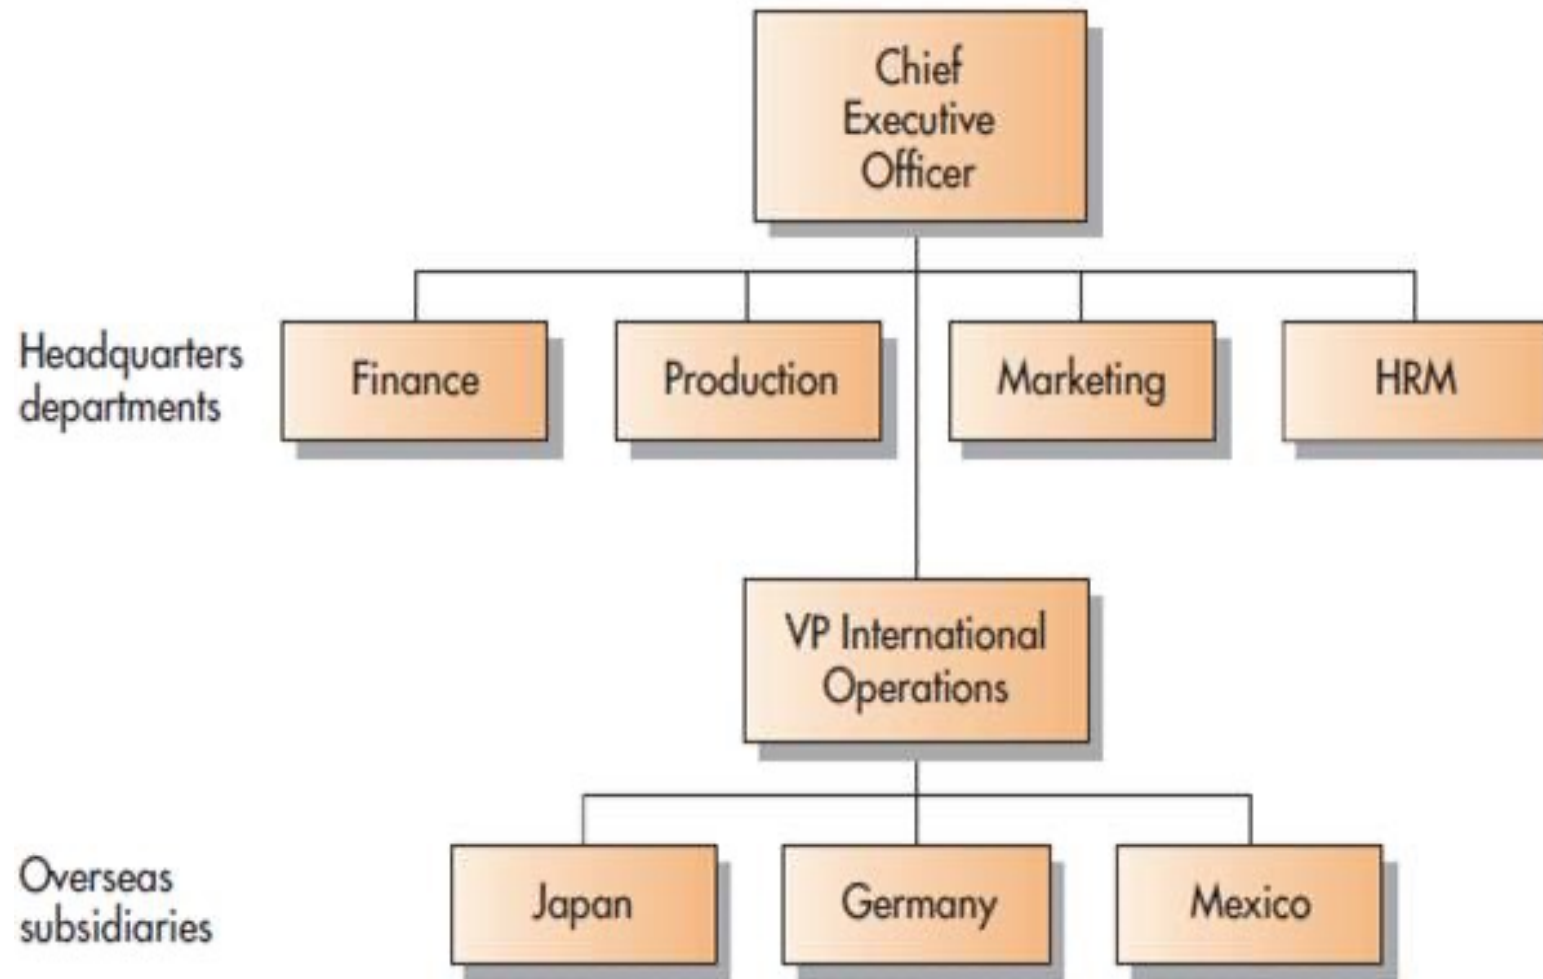 Chief
Executive
Officer
Headquarters
departments
Finance
Production
Marketing
HRM
VP International
Operations
Overseas
subsidiaries
Japan
Germany
Mexico